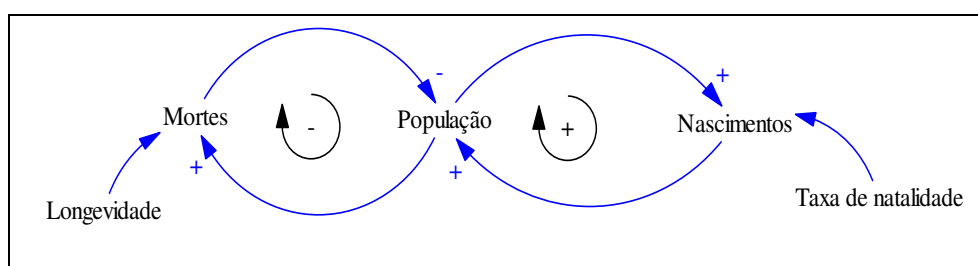 -
+
Mortes
População
Nascimentos
-
+
+
+
Longevidade
Taxa de natalidade